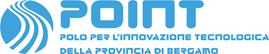 POINT
POLO PER L'INNOVAZIONE TECNOLOGICA
DELLA PROVINCIA DI BERGAMO